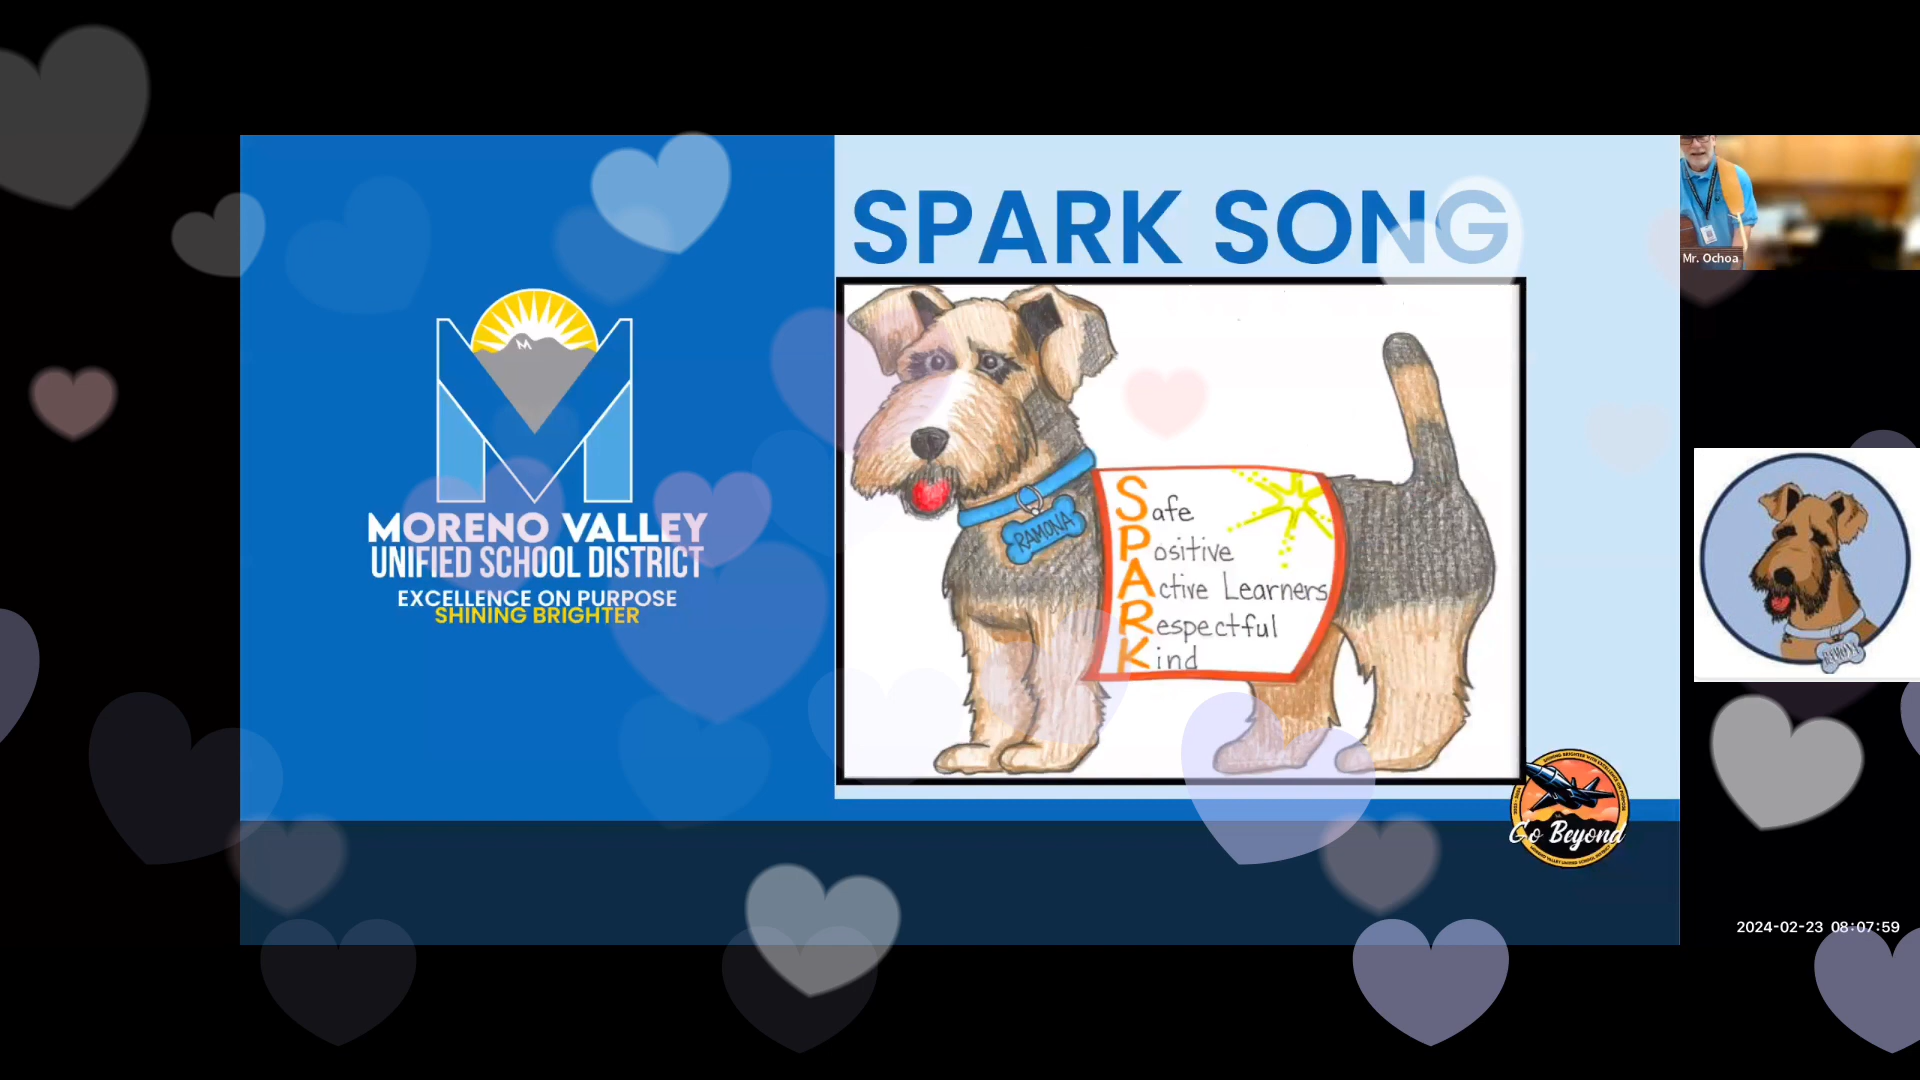 SPARK SONG
M
MORENO VALLEY
UNIFIED SCHOOL DISTRICT
EXCELLENCE ON PURPOSE
SHINING BRIGHTER
RAMONA
Safe
Positive
Active Learners
Respectful
Kind
Mr. Ochoa
Go Beyond
2024-02-23 08:07:59